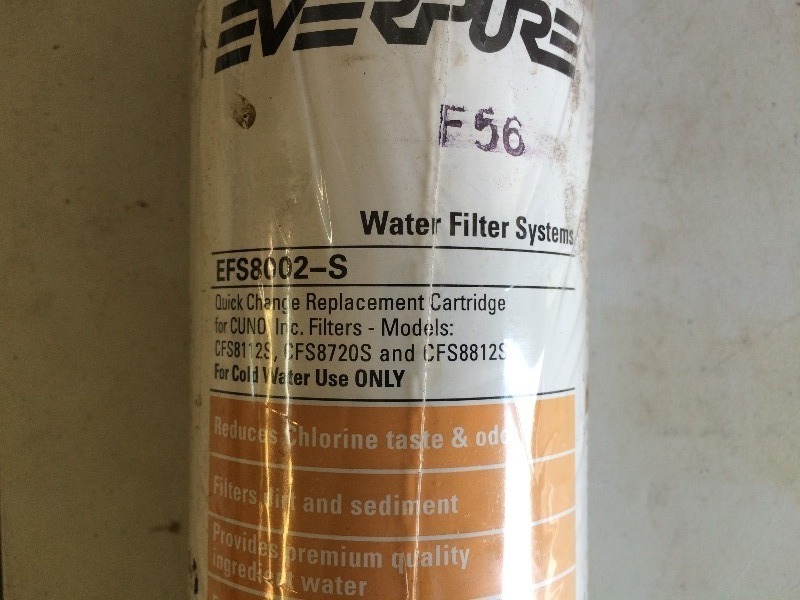 EVERPURE
F56
Water Filter Systems
EFS8002-S
Quick Change Replacement Cartridge
for CUNO, Inc. Filters - Models:
CFS8112S, CFS8720S and CFS8812S
For Cold Water Use ONLY
Reduces Chlorine taste & odo
Filters dirt and sediment
Provides premium quality
ingredient water